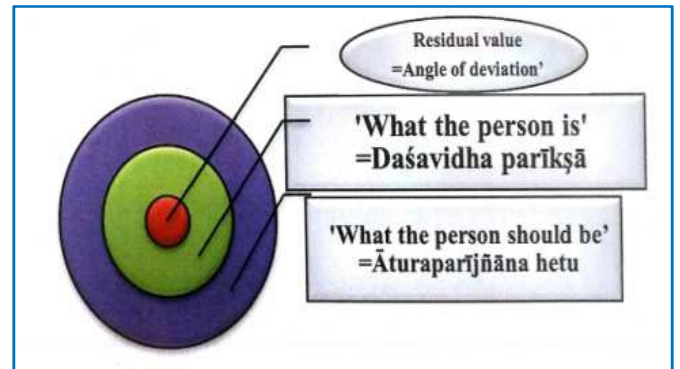 Residual value
=Angle of deviation’
'What the person is'
=Daśavidha parīkṣā
'What the person should be’
=Āturaparījñāna hetu